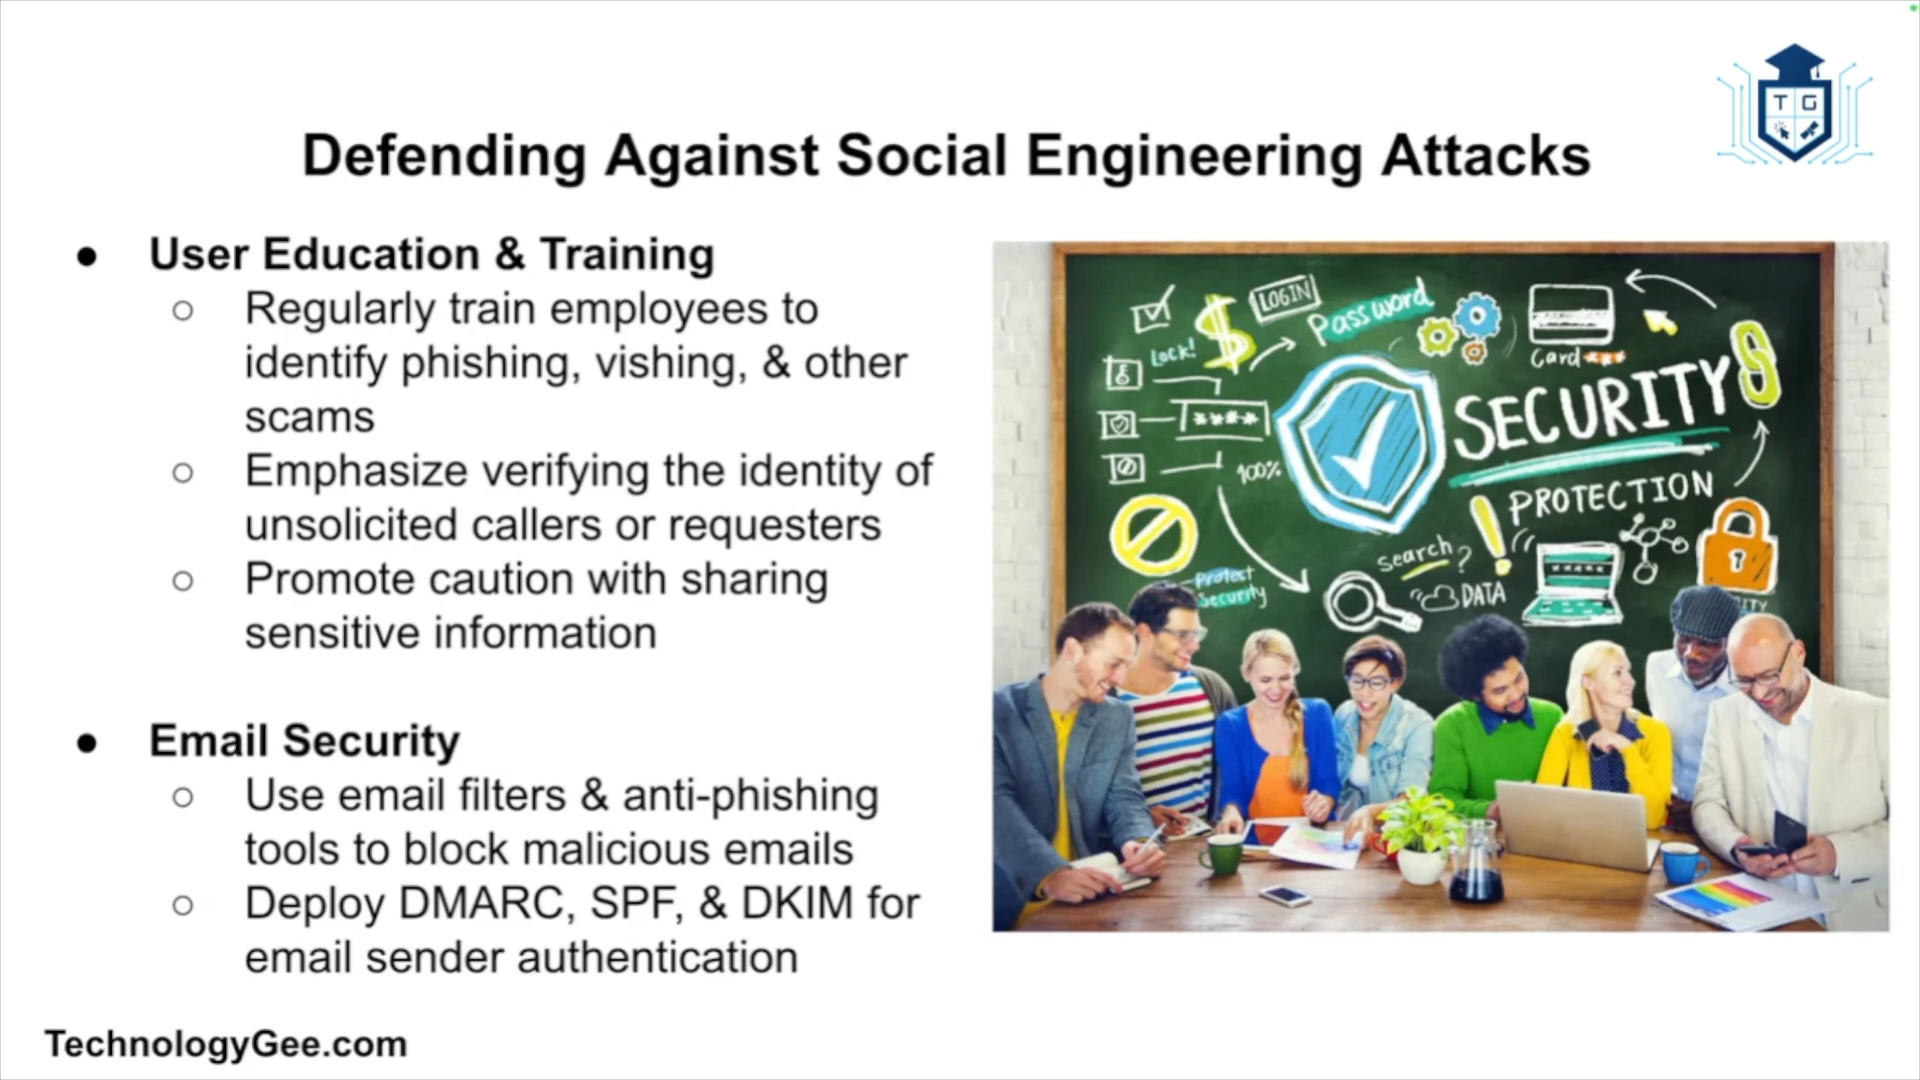 T G
Defending Against Social Engineering Attacks
● User Education & Training
○ Regularly train employees to
identify phishing, vishing, & other
scams
○ Emphasize verifying the identity of
unsolicited callers or requesters
○ Promote caution with sharing
sensitive information
● Email Security
○ Use email filters & anti-phishing
tools to block malicious emails
○ Deploy DMARC, SPF, & DKIM for
email sender authentication
LOGIN
Password
$
Lock!
Card ***
SECURITY
****
100%
PROTECTION
search ?
DATA
Protect
Security
TechnologyGee.com